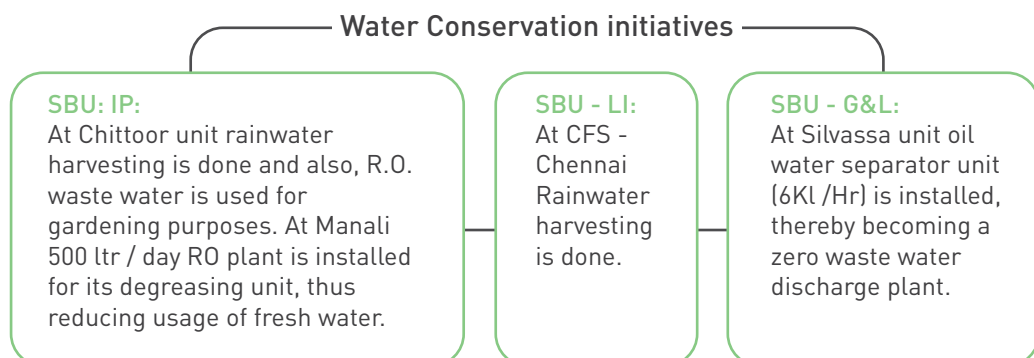 Water Conservation initiatives
SBU: IP:
At Chittoor unit rainwater
harvesting is done and also, R.O.
waste water is used for
gardening purposes. At Manali
500 ltr / day RO plant is installed
for its degreasing unit, thus
reducing usage of fresh water.
SBU - LI:
At CFS -
Chennai
Rainwater
harvesting
is done.
SBU - G&L:
At Silvassa unit oil
water separator unit
(6Kl /Hr) is installed,
thereby becoming a
zero waste water
discharge plant.